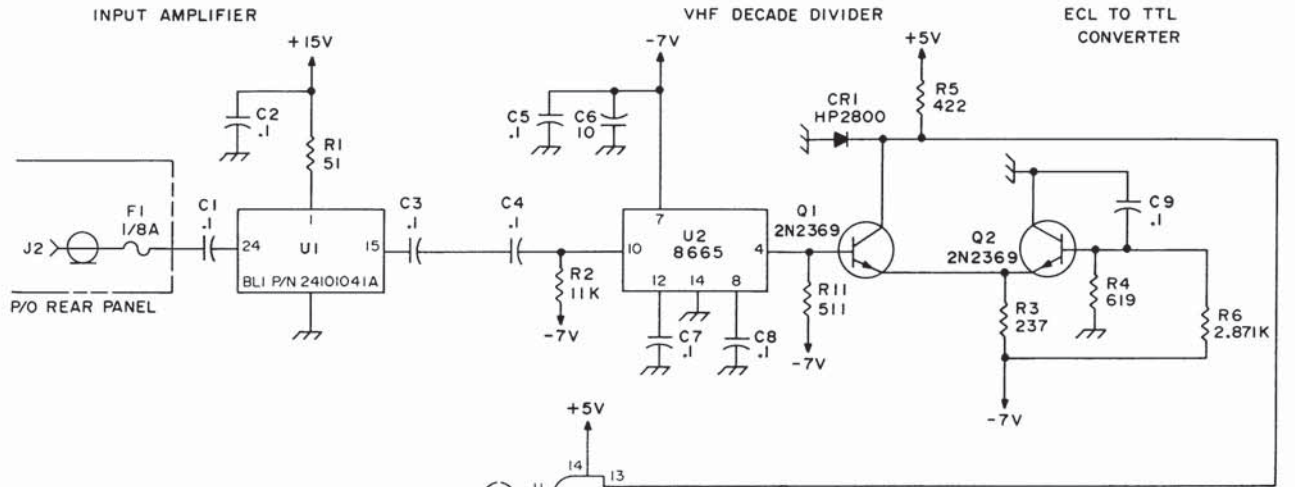 INPUT AMPLIFIER
VHF DECADE DIVIDER
ECL TO TTL
CONVERTER
+15V
-7V
+5V
C2
.1
R1
51
C5
.1
C6
10
CR1
HP2800
R5
422
F1
1/8A
C1
.1
J2
24
1
U1
15
BLI P/N 24101041A
C3
.1
C4
.1
R2
11K
-7V
7
10
U2
8665
4
12
14
8
C7
.1
C8
.1
Q1
2N2369
R11
511
-7V
Q2
2N2369
C9
.1
R4
619
R3
237
R6
2.871K
-7V
P/O REAR PANEL
+5V
14
13